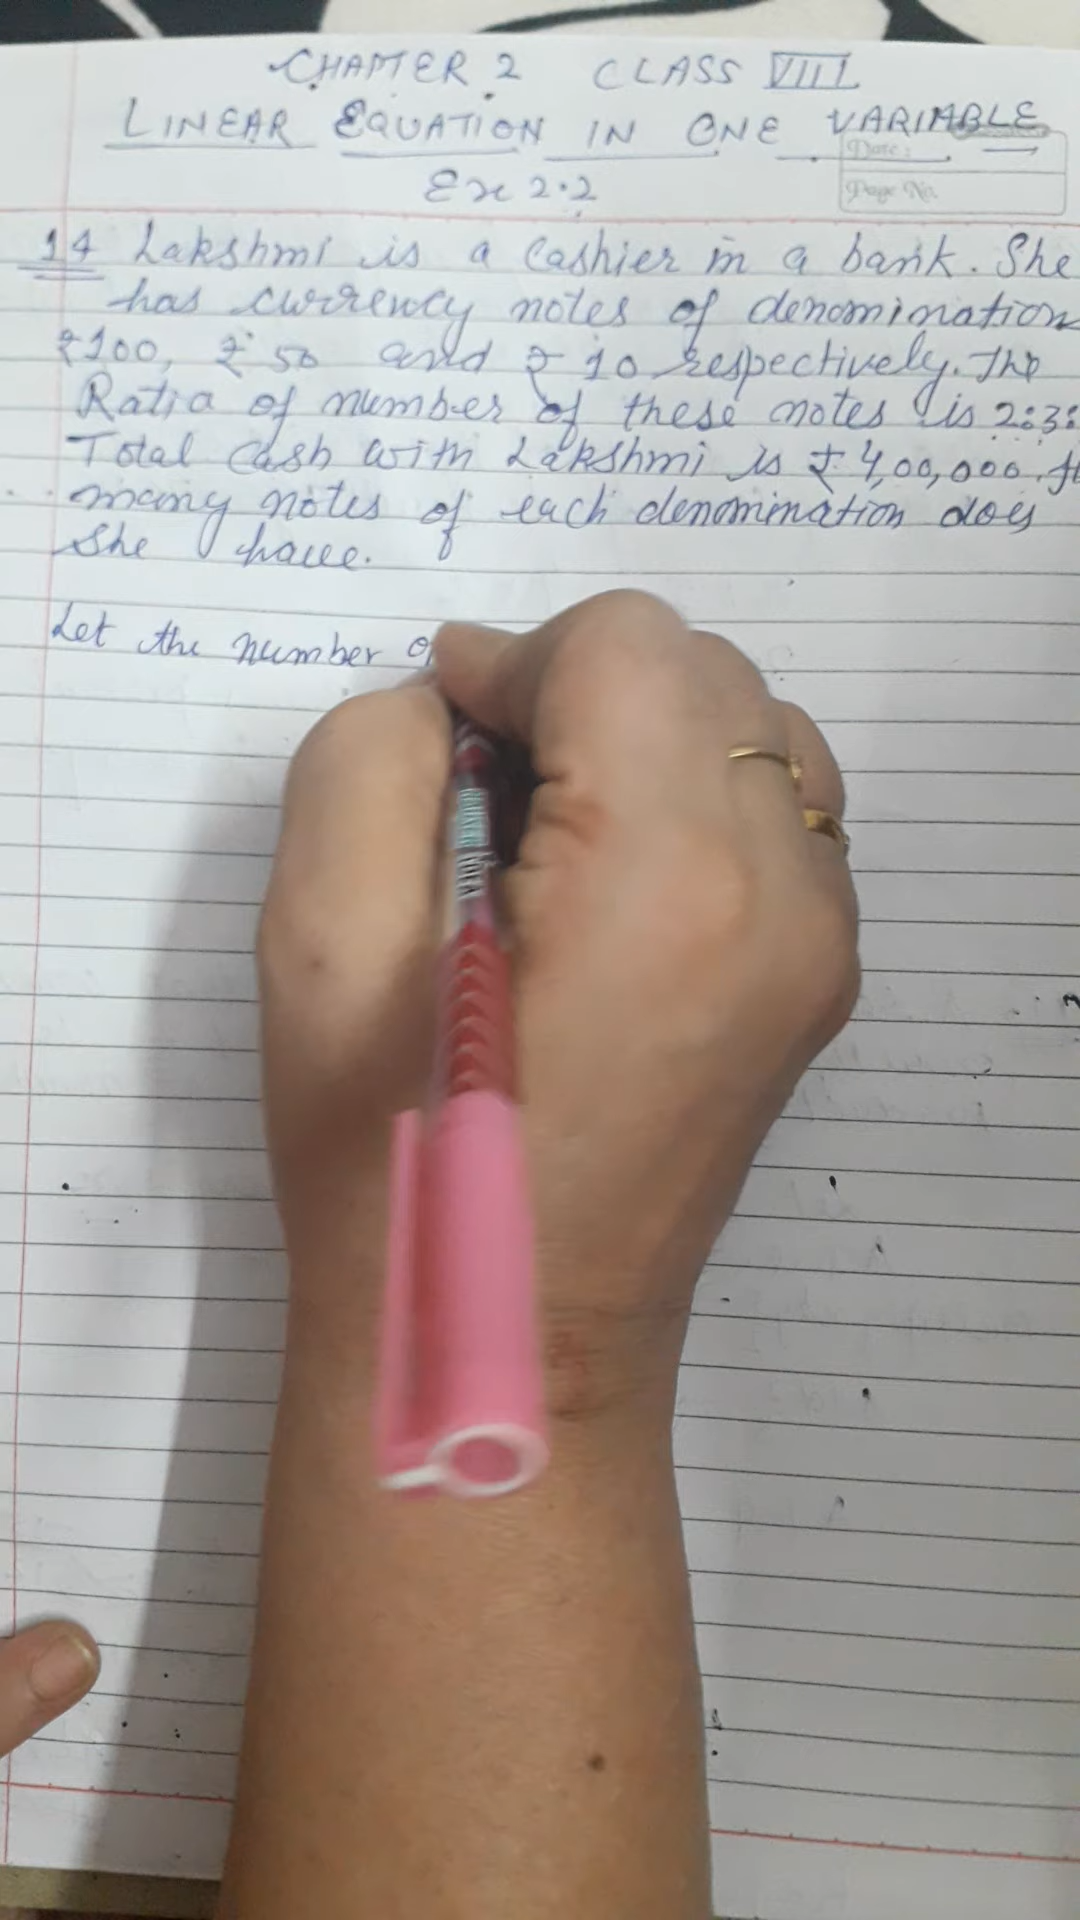 CHAPTER 2 CLASS VIII
LINEAR EQUATION IN ONE VARIABLE
Date:
Page No.
Ex 2.2
14 Lakshmi is a Cashier in a bank. She
has currency notes of denomination
₹100, ₹50 and ₹10 respectively. The
Ratio of number of these notes is 2:3:
Total Cash with Lakshmi is ₹4,00,000.
many notes of each denomination does
She have.
Let the number